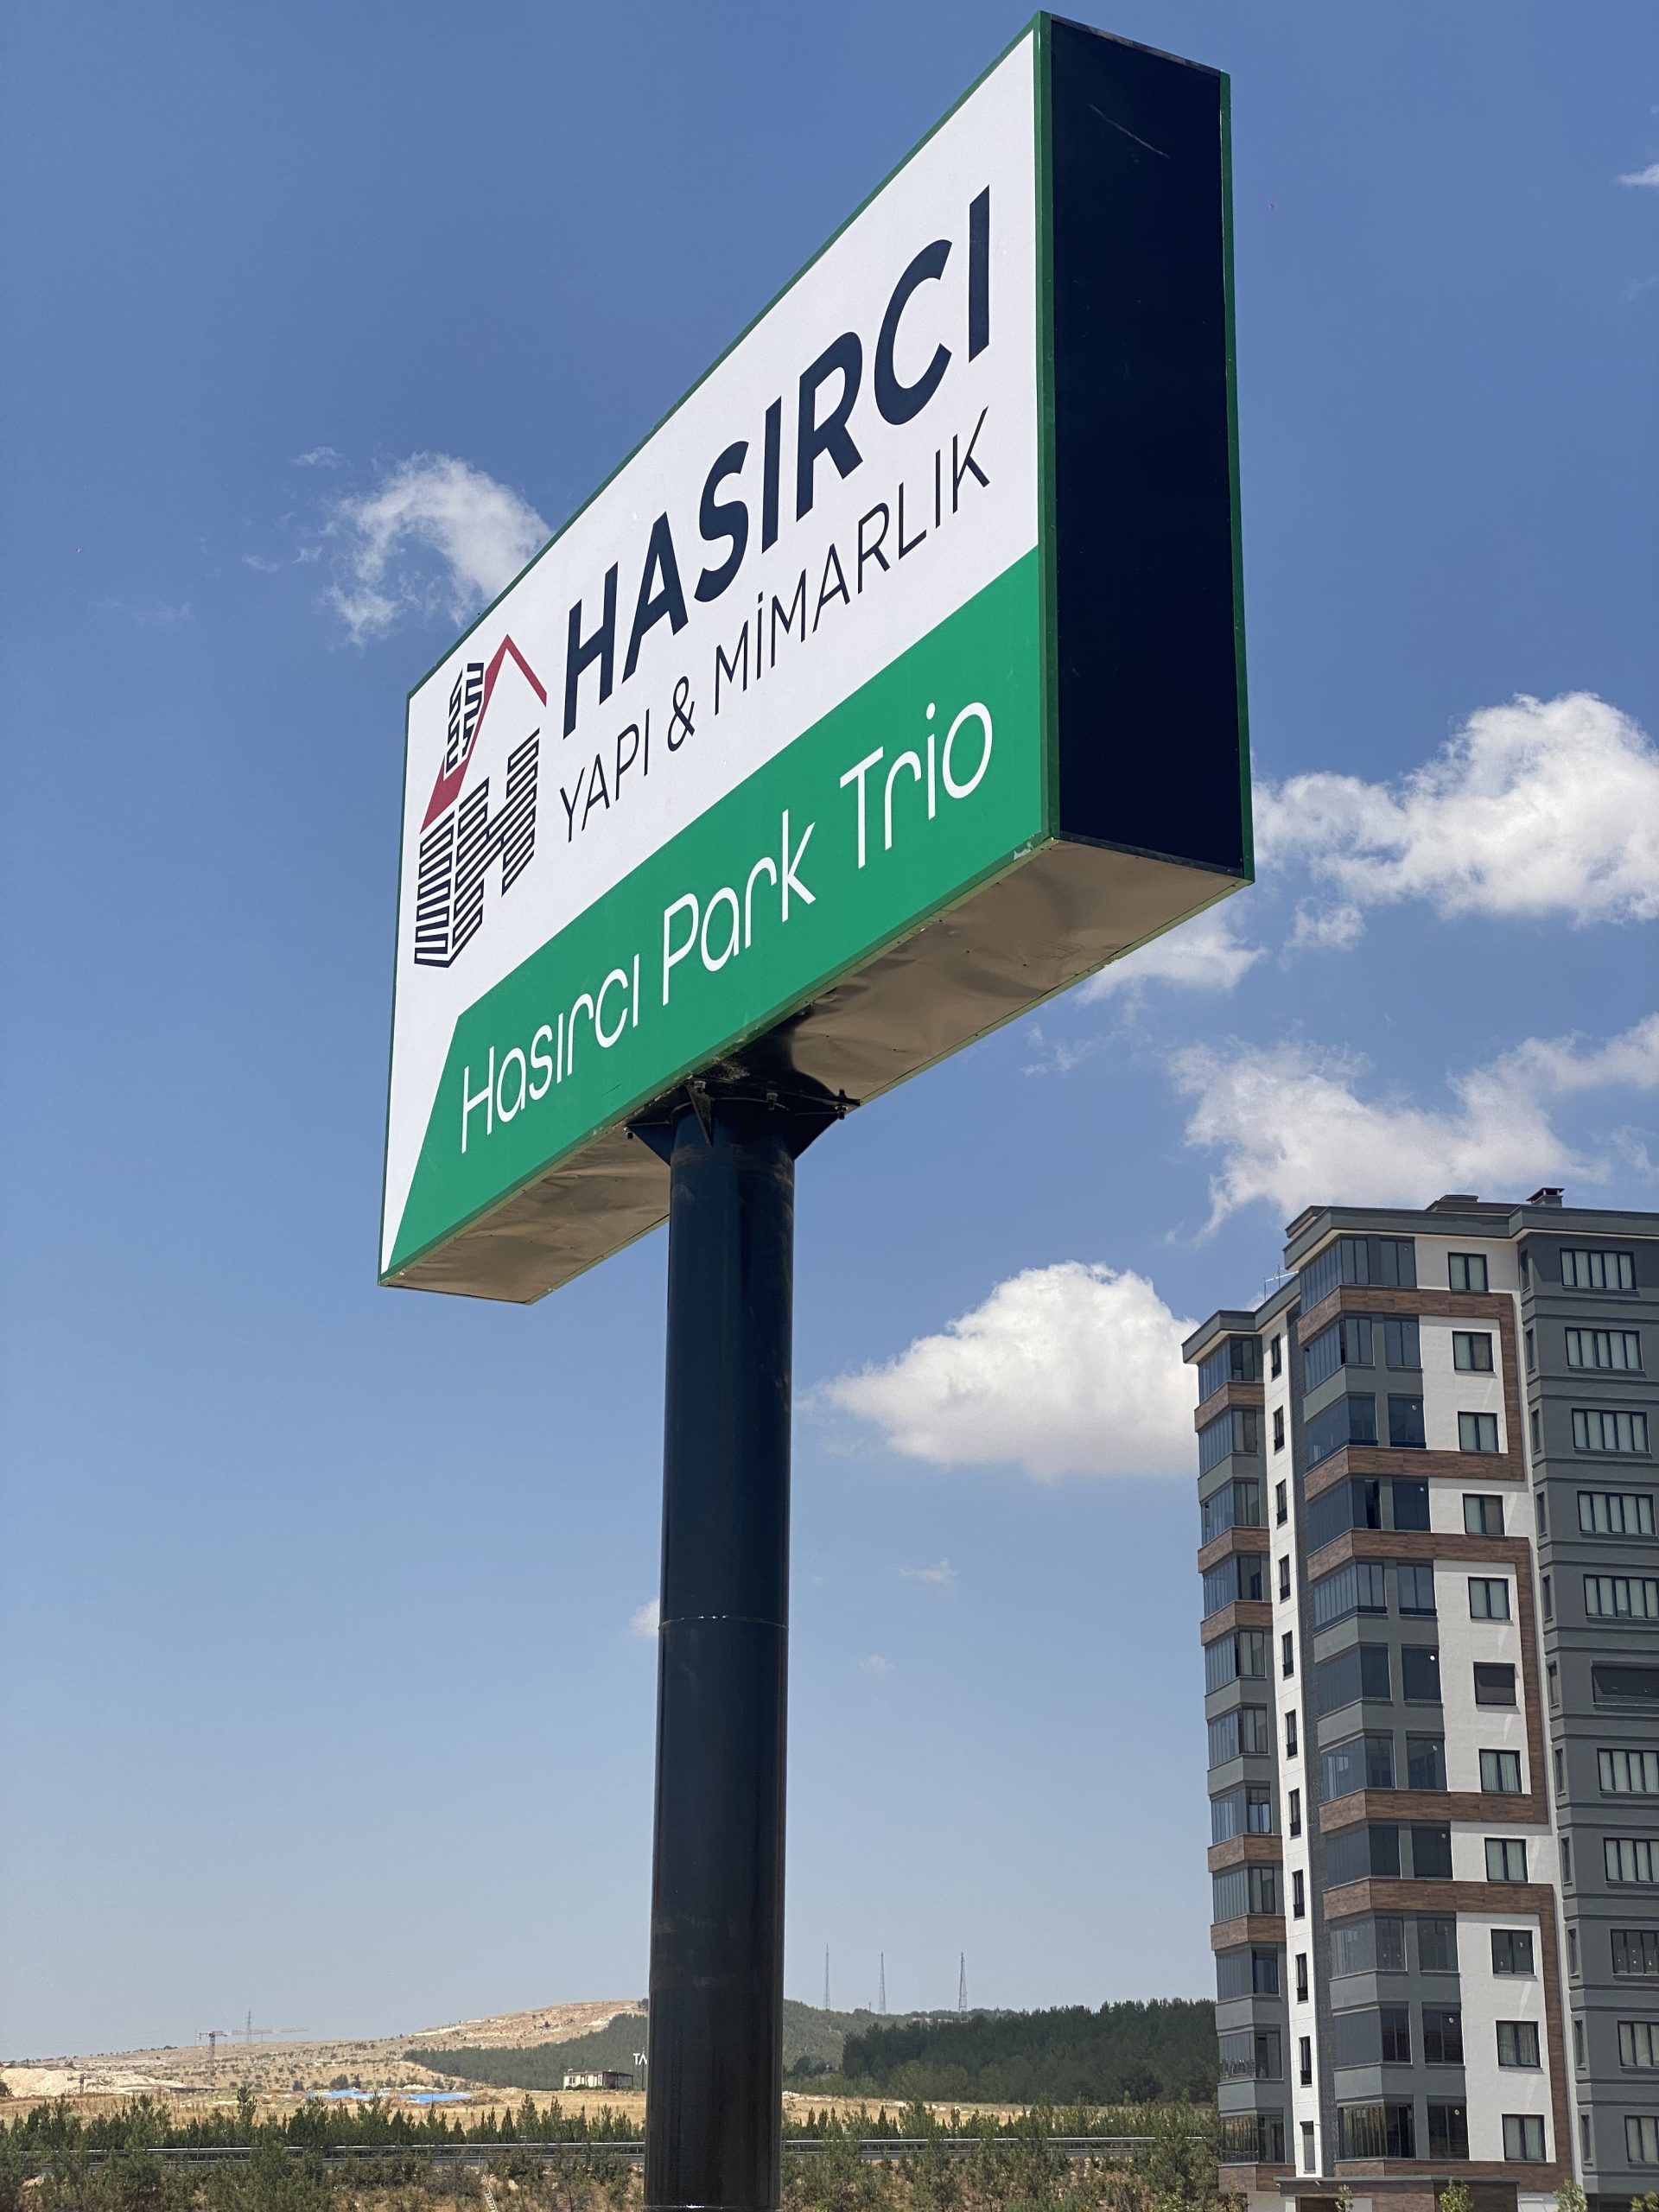 HASIRCI
YAPI & MİMARLIK
Hasırcı Park Trio